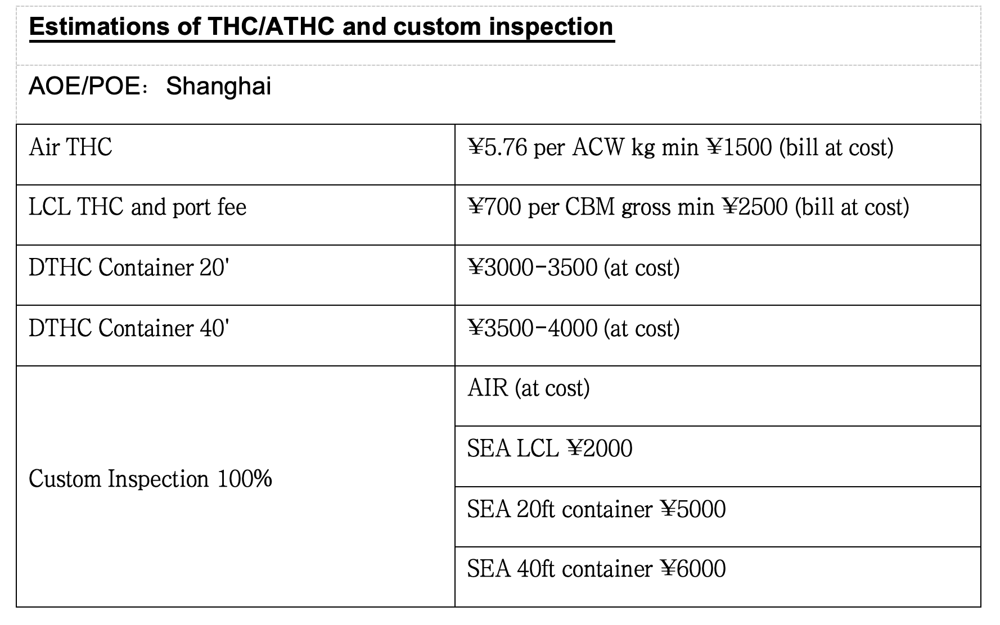 Estimations of THC/ATHC and custom inspection
AOE/POE： Shanghai
Air THC
¥5.76 per ACW kg min ¥1500 (bill at cost)
LCL THC and port fee
¥700 per CBM gross min ¥2500 (bill at cost)
DTHC Container 20'
¥3000-3500 (at cost)
DTHC Container 40'
¥3500-4000 (at cost)
Custom Inspection 100%
AIR (at cost)
SEA LCL ¥2000
SEA 20ft container ¥5000
SEA 40ft container ¥6000